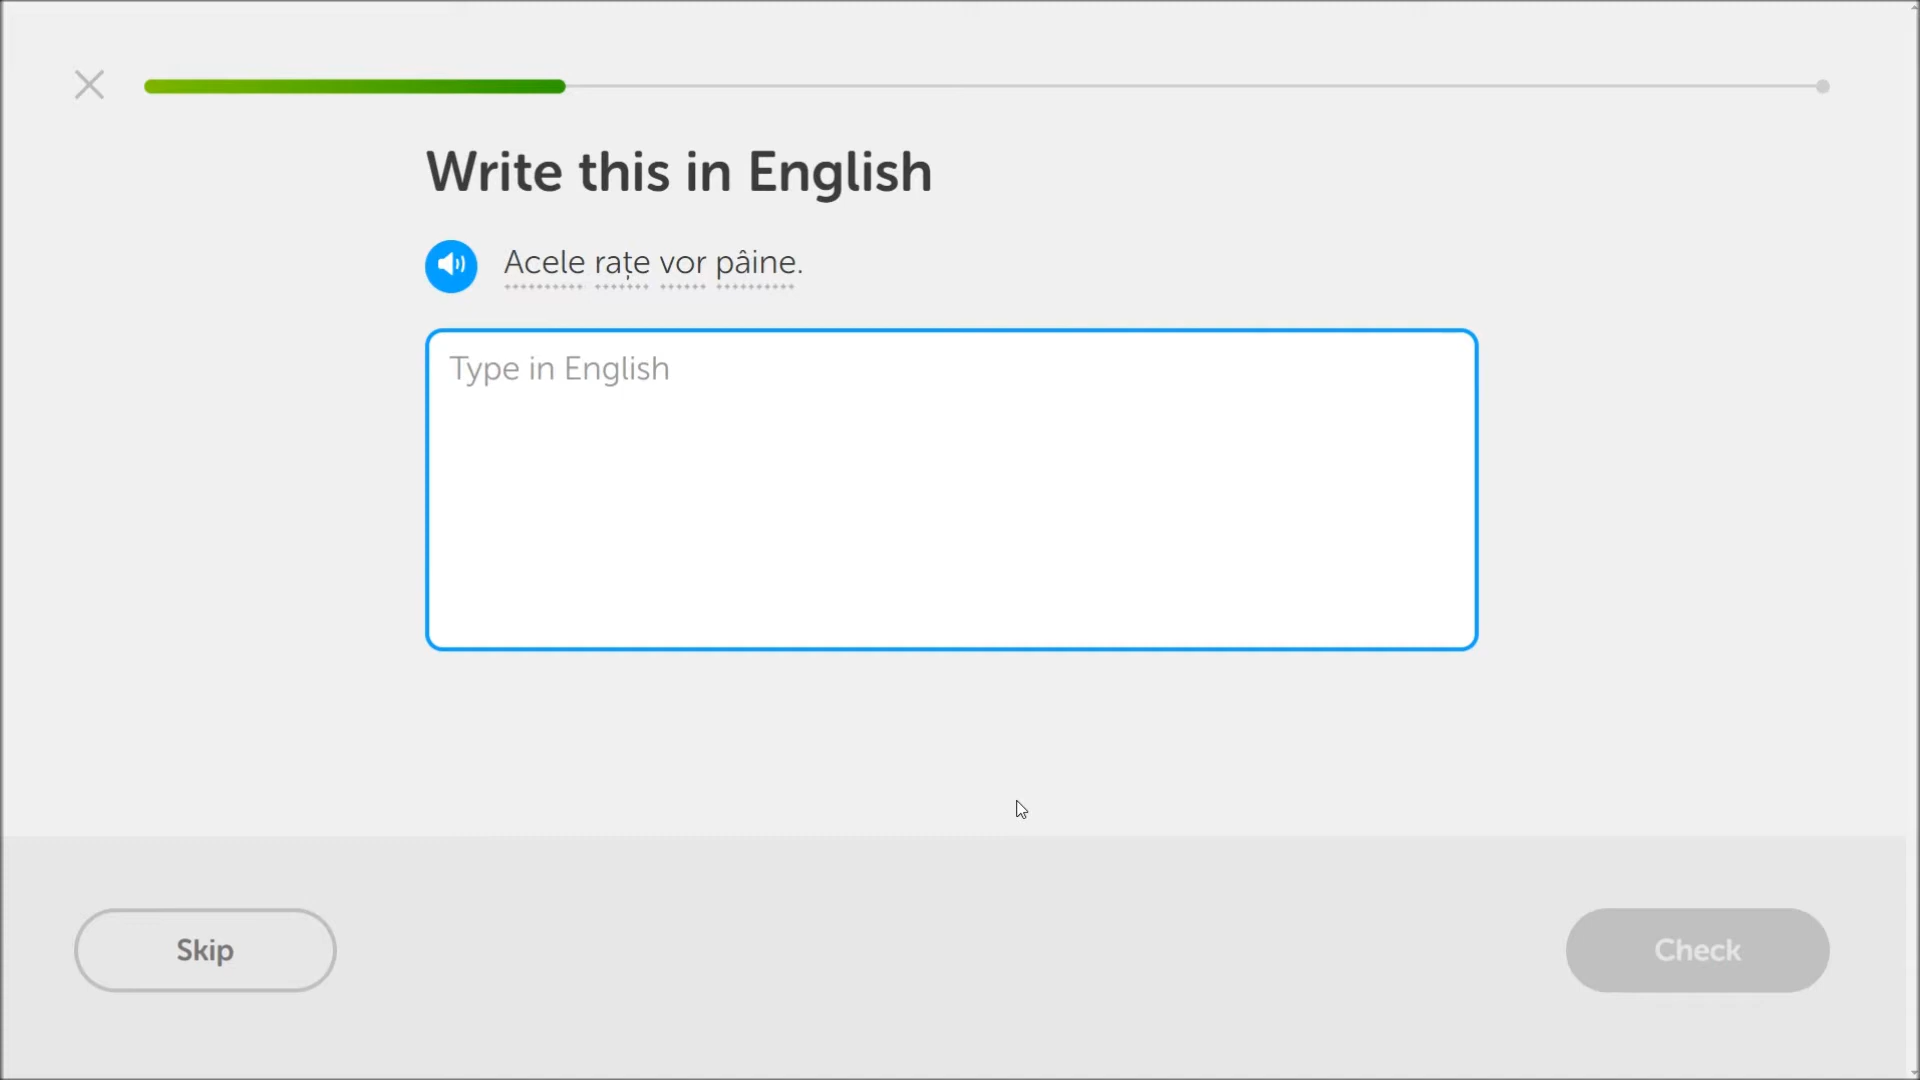 Write this in English
Acele rațe vor pâine.
Type in English
Skip
Check